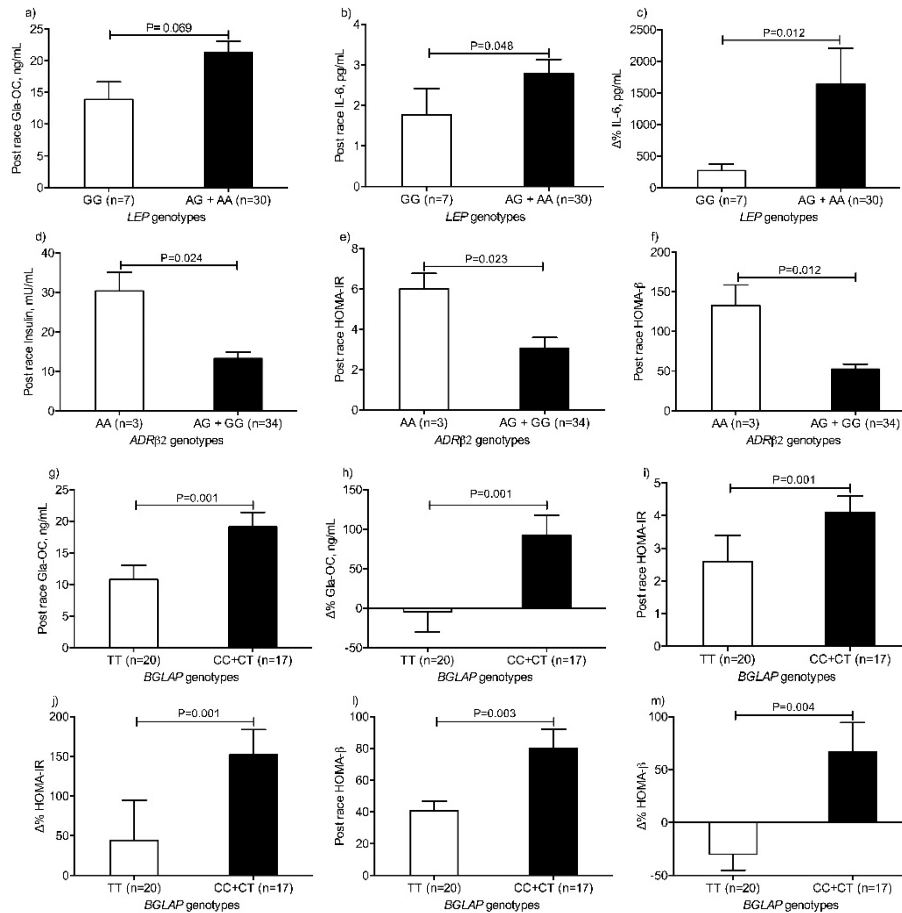 a)
P= 0.069
Post race Gla-OC, ng/mL
25
20
15
10
5
0
GG (n=7) AG + AA (n=30)
LEP genotypes
b)
P=0.048
Post race IL-6, pg/mL
4
3
2
1
0
GG (n=7) AG + AA (n=30)
LEP genotypes
c)
P=0.012
Δ% IL-6, pg/mL
2500
2000
1500
1000
500
0
GG (n=7) AG + AA (n=30)
LEP genotypes
d)
P=0.024
Post race Insulin, mU/mL
40
30
20
10
0
AA (n=3) AG + GG (n=34)
ADRβ2 genotypes
e)
P=0.023
Post race HOMA-IR
8
6
4
2
0
AA (n=3) AG + GG (n=34)
ADRβ2 genotypes
f)
P=0.012
Post race HOMA-β
200
150
100
50
0
AA (n=3) AG + GG (n=34)
ADRβ2 genotypes
g)
P=0.001
Post race Gla-OC, ng/mL
25
20
15
10
5
0
TT (n=20) CC+CT (n=17)
BGLAP genotypes
h)
P=0.001
Δ% Gla-OC, ng/mL
150
100
50
0
-50
TT (n=20) CC+CT (n=17)
BGLAP genotypes
i)
P=0.001
Post race HOMA-IR
5
4
3
2
1
0
TT (n=20) CC+CT (n=17)
BGLAP genotypes
j)
P=0.001
Δ% HOMA-IR
200
150
100
50
0
TT (n=20) CC+CT (n=17)
BGLAP genotypes
l)
P=0.003
Post race HOMA-β
100
80
60
40
20
0
TT (n=20) CC+CT (n=17)
BGLAP genotypes
m)
P=0.004
Δ% HOMA-β
100
50
0
-50
TT (n=20) CC+CT (n=17)
BGLAP genotypes